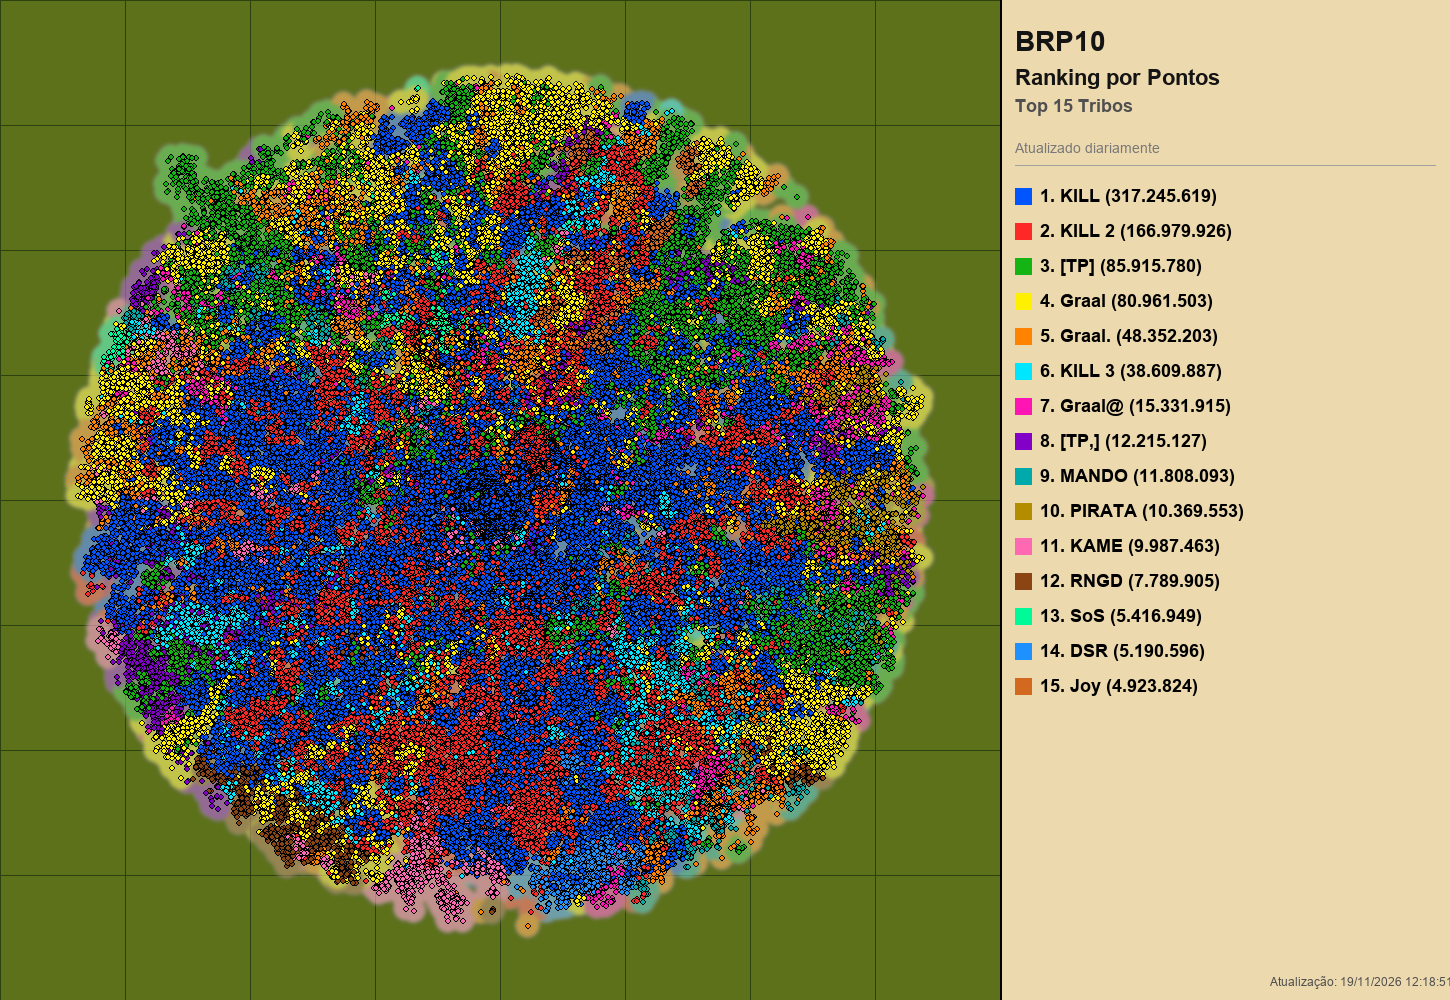 BRP10
Ranking por Pontos
Top 15 Tribos
Atualizado diariamente
1. KILL (317.245.619)
2. KILL 2 (166.979.926)
3. [TP] (85.915.780)
4. Graal (80.961.503)
5. Graal. (48.352.203)
6. KILL 3 (38.609.887)
7. Graal@ (15.331.915)
8. [TP,] (12.215.127)
9. MANDO (11.808.093)
10. PIRATA (10.369.553)
11. KAME (9.987.463)
12. RNGD (7.789.905)
13. SoS (5.416.949)
14. DSR (5.190.596)
15. Joy (4.923.824)
Atualização: 19/11/2026 12:18:51